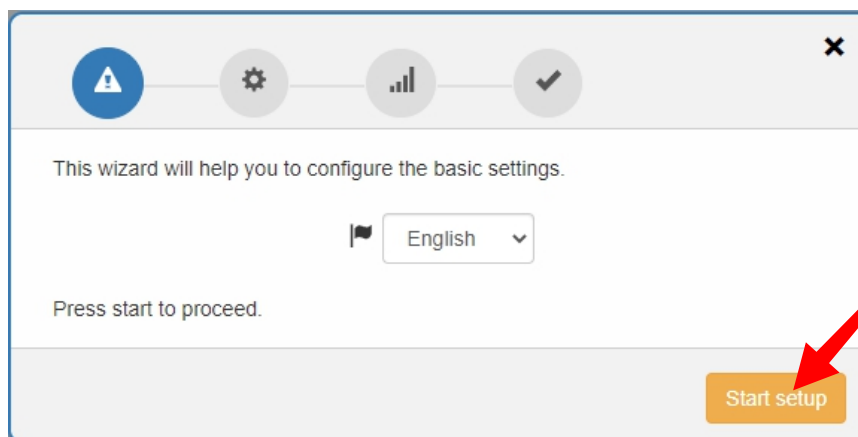 This wizard will help you to configure the basic settings.
English
Press start to proceed.
Start setup